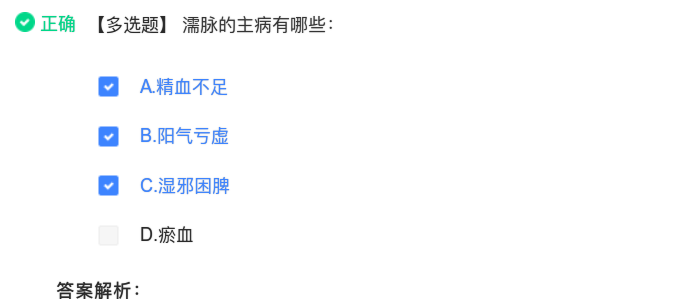 正确 【多选题】 濡脉的主病有哪些：
A.精血不足
B.阳气亏虚
C.湿邪困脾
D.瘀血
答案解析：